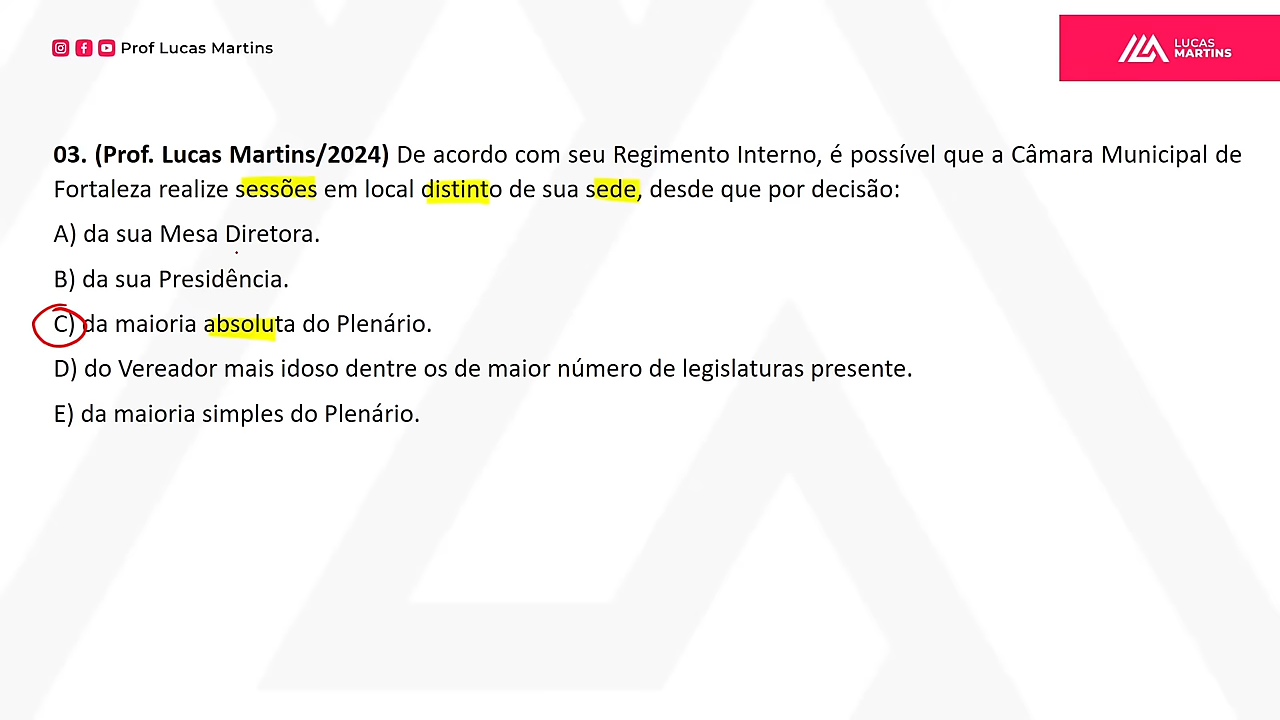 Prof Lucas Martins
LUCAS
MARTINS
03. (Prof. Lucas Martins/2024) De acordo com seu Regimento Interno, é possível que a Câmara Municipal de
Fortaleza realize sessões em local distinto de sua sede, desde que por decisão:
A) da sua Mesa Diretora.
B) da sua Presidência.
C) da maioria absoluta do Plenário.
D) do Vereador mais idoso dentre os de maior número de legislaturas presente.
E) da maioria simples do Plenário.